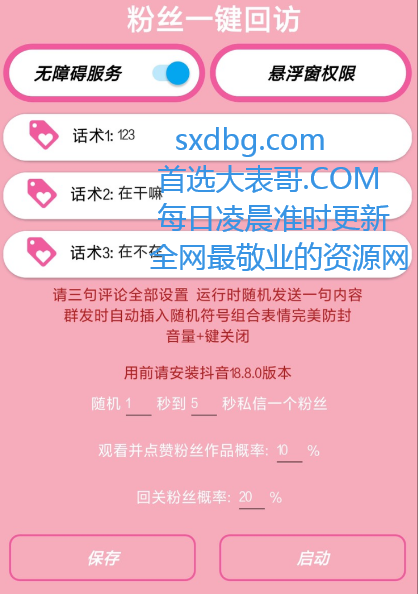 粉丝一键回访
无障碍服务
悬浮窗权限
话术1: 123
sxdbg.com
首选大表哥.COM
话术2: 在干嘛
每日凌晨准时更新
话术3: 在不在
全网最敬业的资源网
请三句评论全部设置 运行时随机发送一句内容
群发时自动插入随机符号组合表情完美防封
音量+键关闭
用前请安装抖音18.8.0版本
随机 1 秒到 5 秒私信一个粉丝
观看并点赞粉丝作品概率: 10 %
回关粉丝概率: 20 %
保存
启动